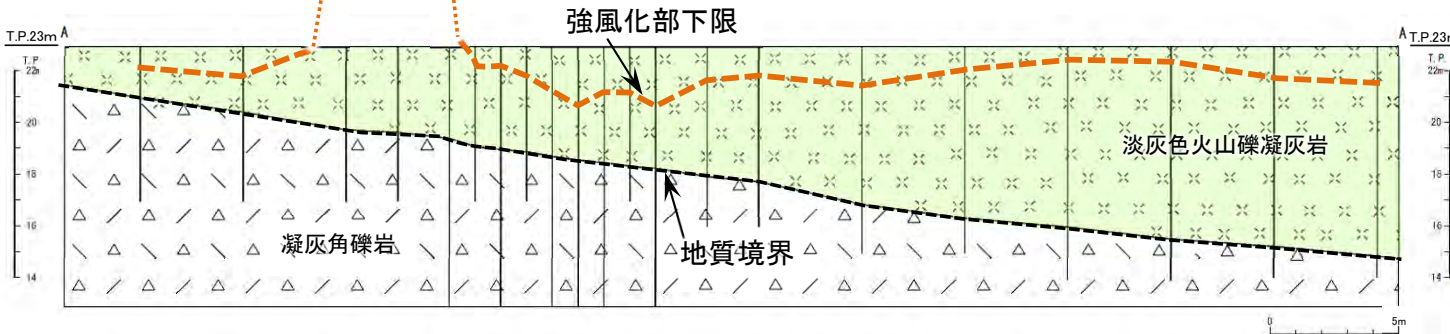 強風化部下限
T.P.23m A
A T.P.23m
T.P.
22m
20
18
16
14
T.P.
22m
20
18
16
14
淡灰色火山礫凝灰岩
凝灰角礫岩
地質境界
0 5m